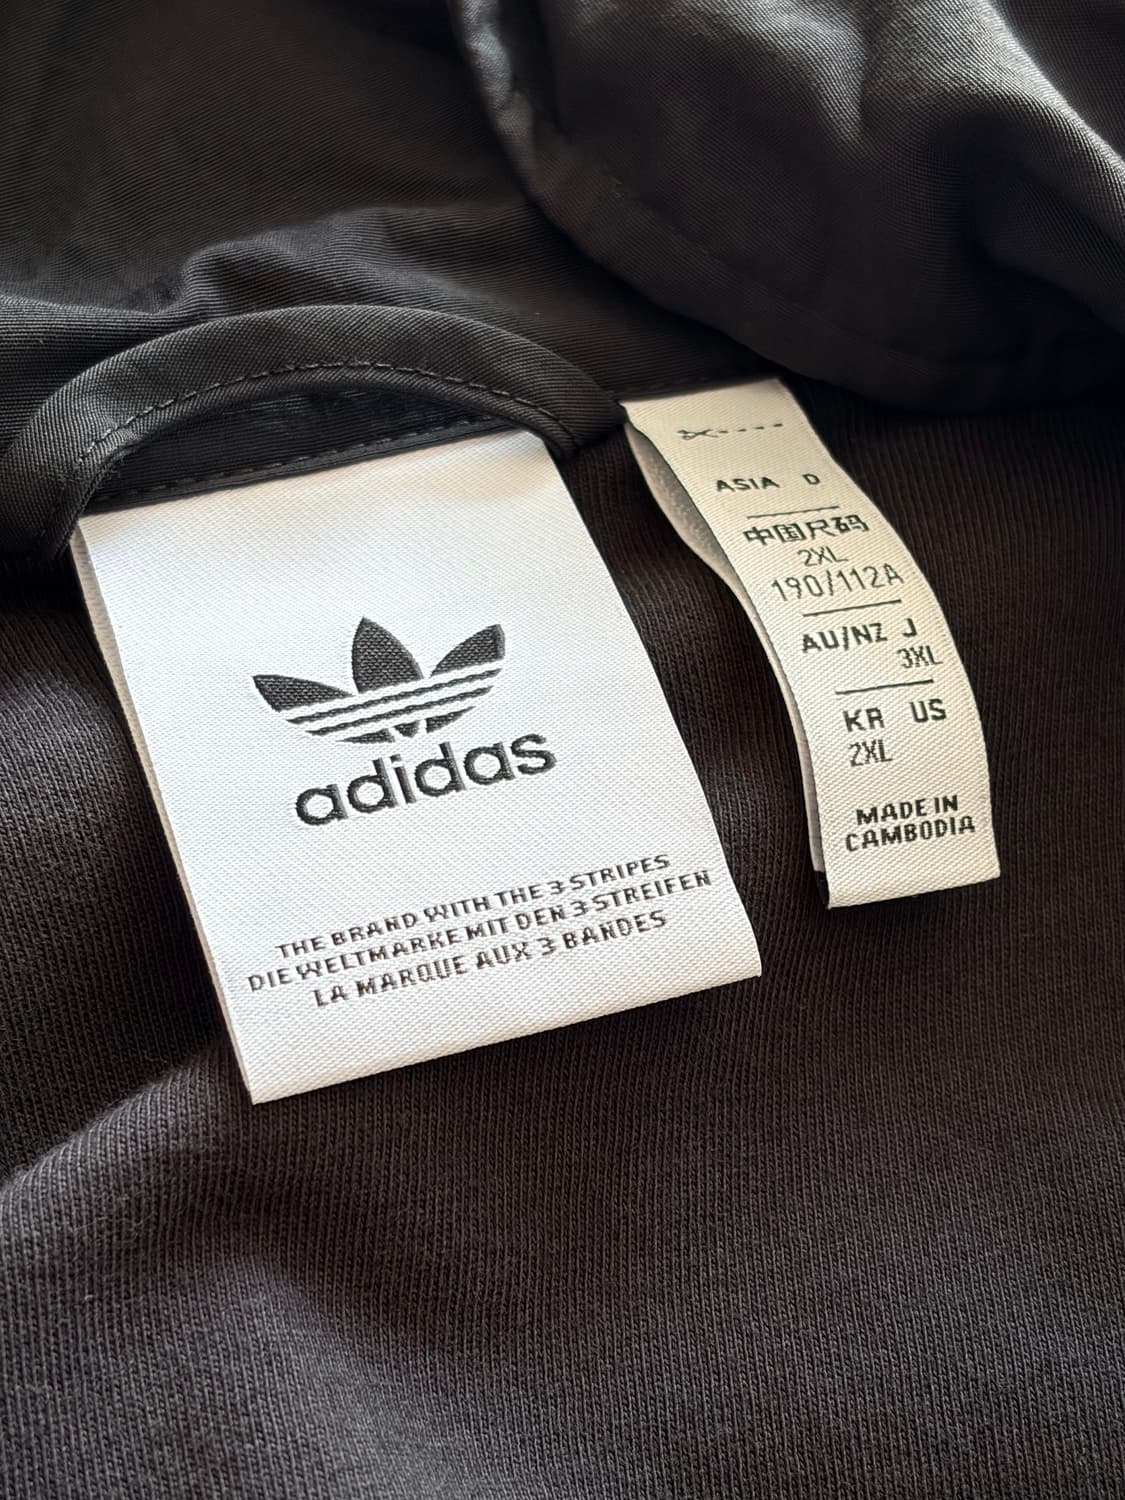 adidas
THE BRAND WITH THE 3 STRIPES
DIE WELTMARKE MIT DEN 3 STREIFEN
LA MARQUE AUX 3 BANDES
ASIA D
中国尺码
2XL
190/112A
AU/NZ J
3XL
KR US
2XL
MADE IN
CAMBODIA